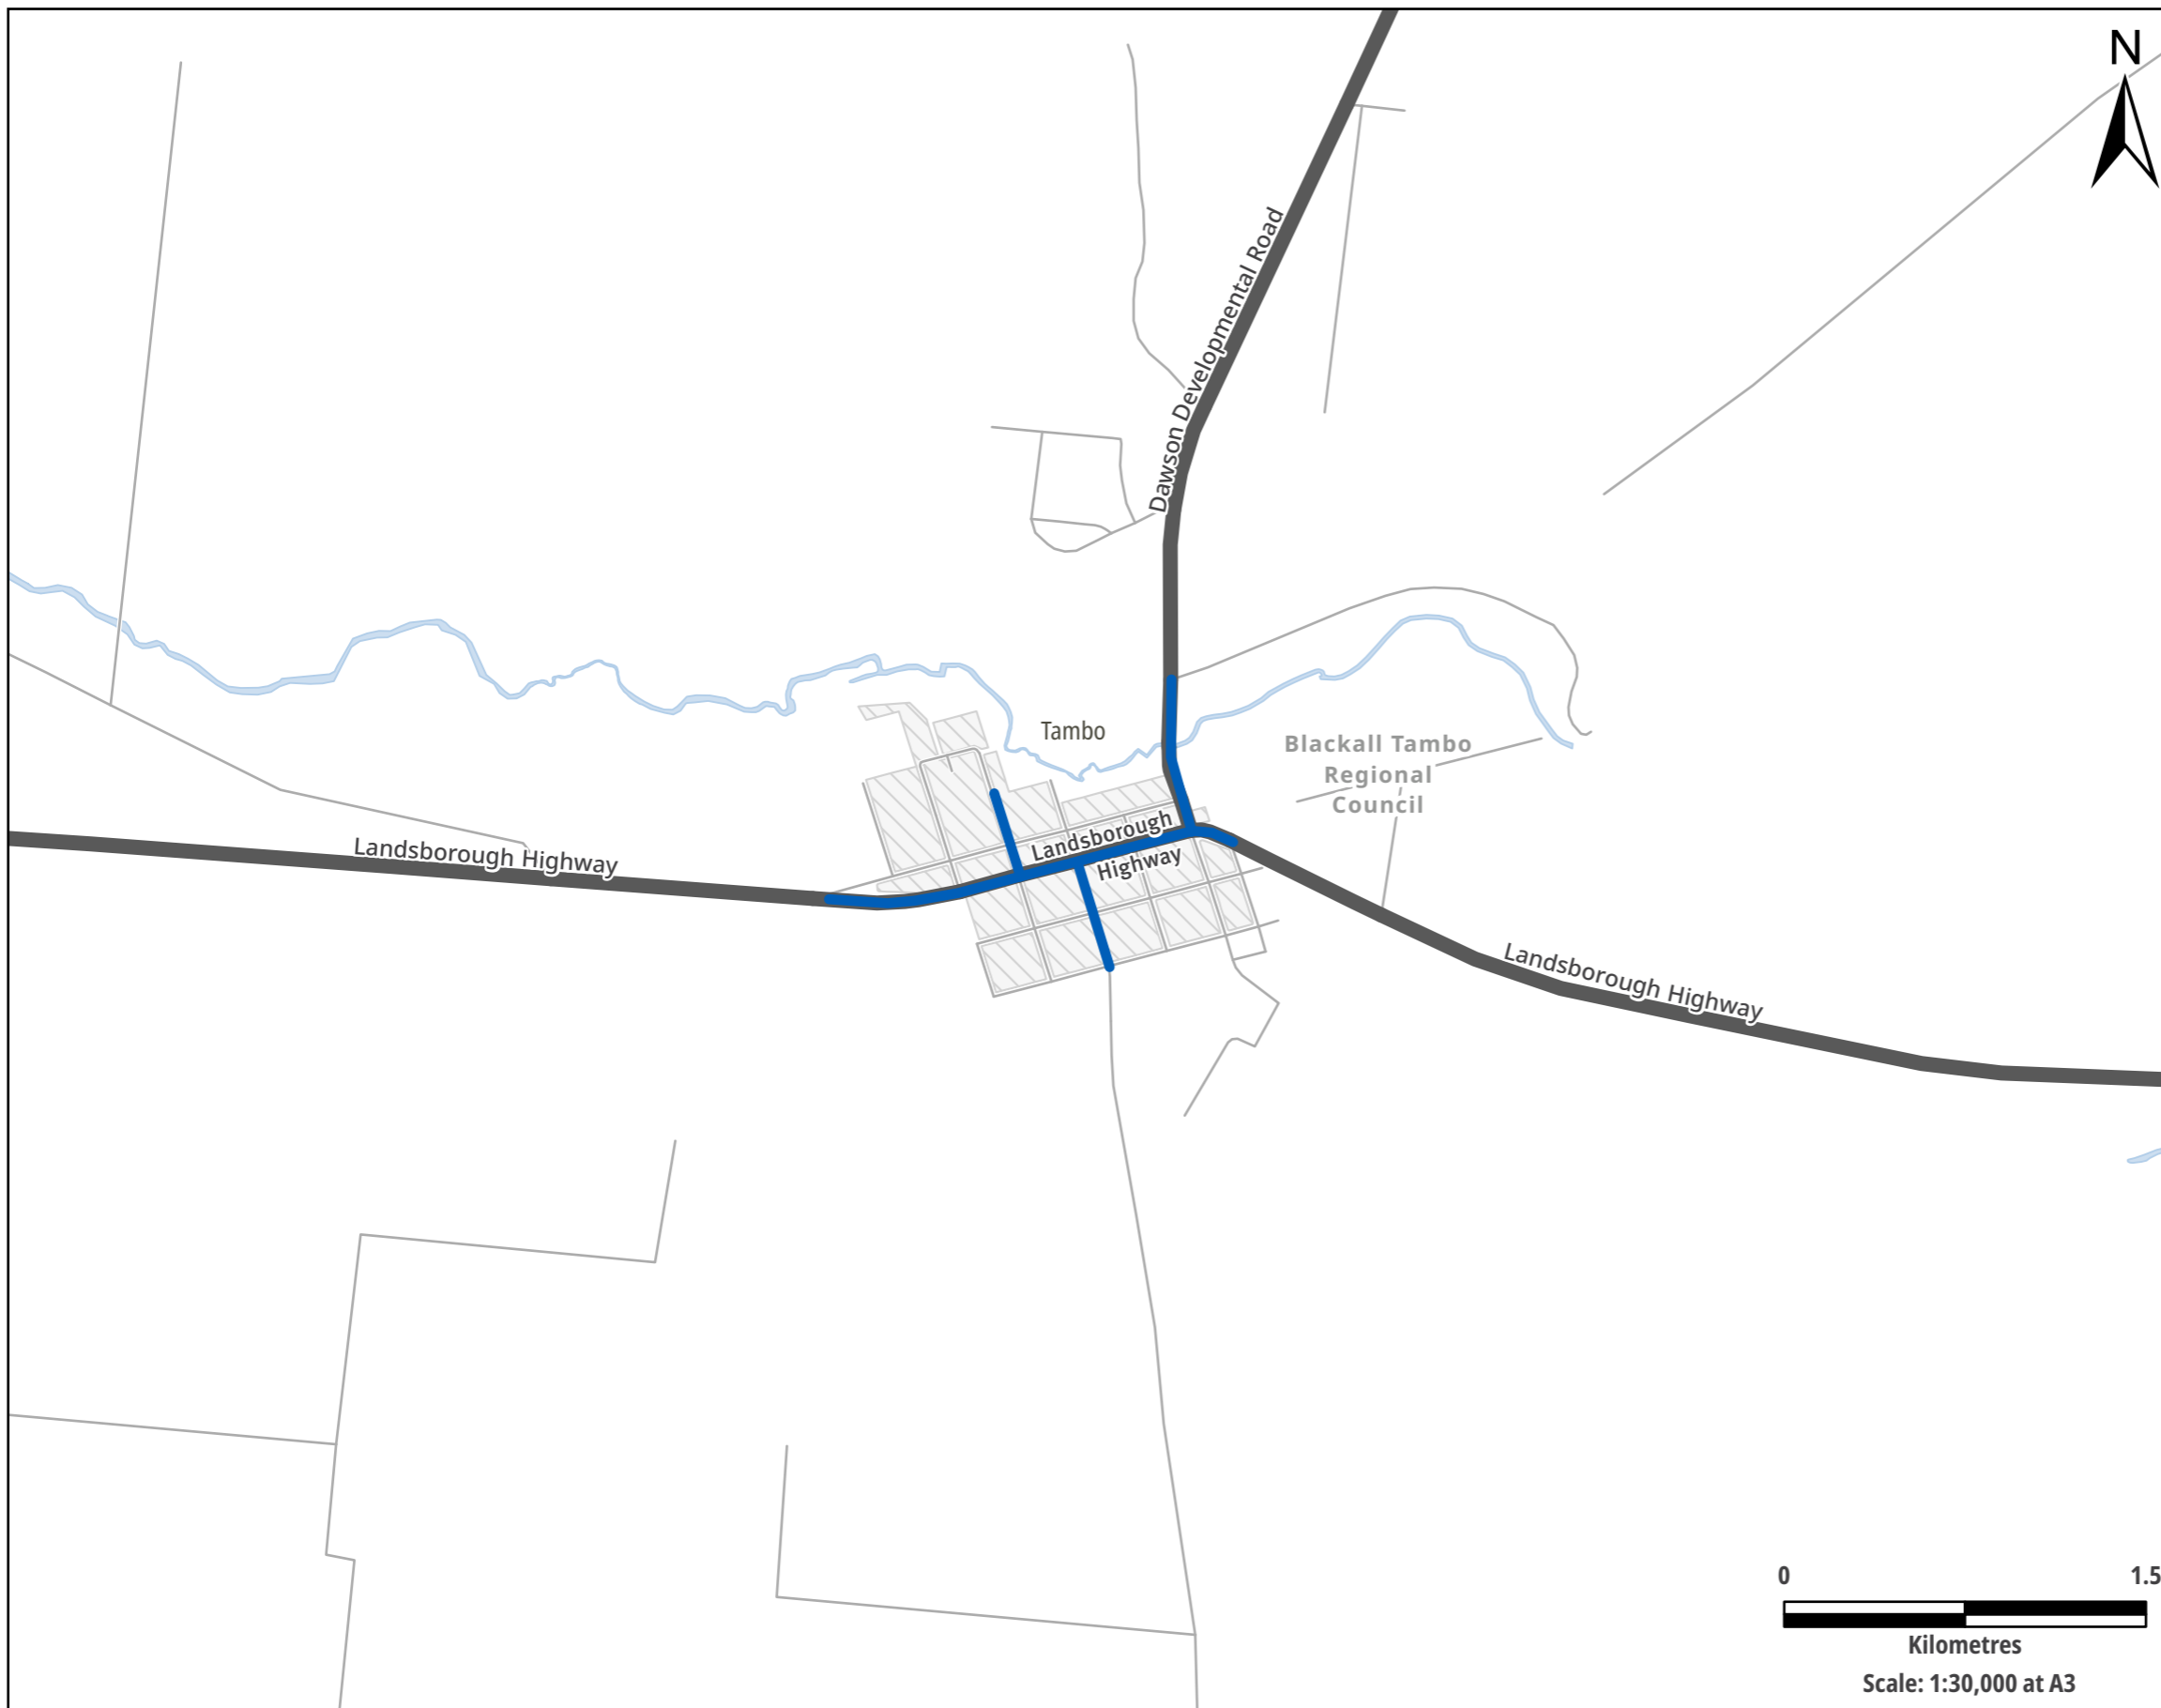 N
Dawson Developmental Road
Tambo
Blackall Tambo
Regional
Council
Landsborough Highway
Landsborough
Highway
Landsborough Highway
0 1.5
Kilometres
Scale: 1:30,000 at A3